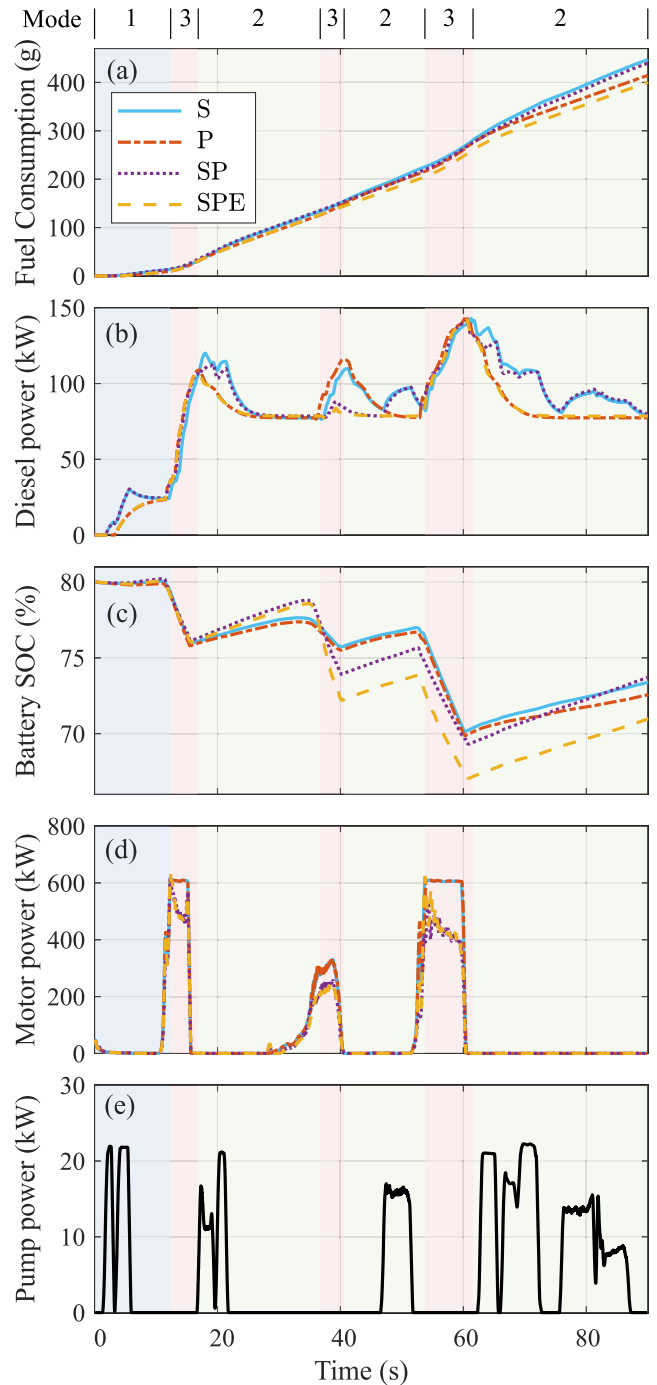 Mode 1 3 2 3 2 3 2
(a)
Fuel Consumption (g)
400
300
200
100
0
S
P
SP
SPE
(b)
Diesel power (kW)
150
100
50
0
(c)
Battery SOC (%)
80
75
70
(d)
Motor power (kW)
800
600
400
200
0
(e)
Pump power (kW)
30
20
10
0
0 20 40 60 80
Time (s)